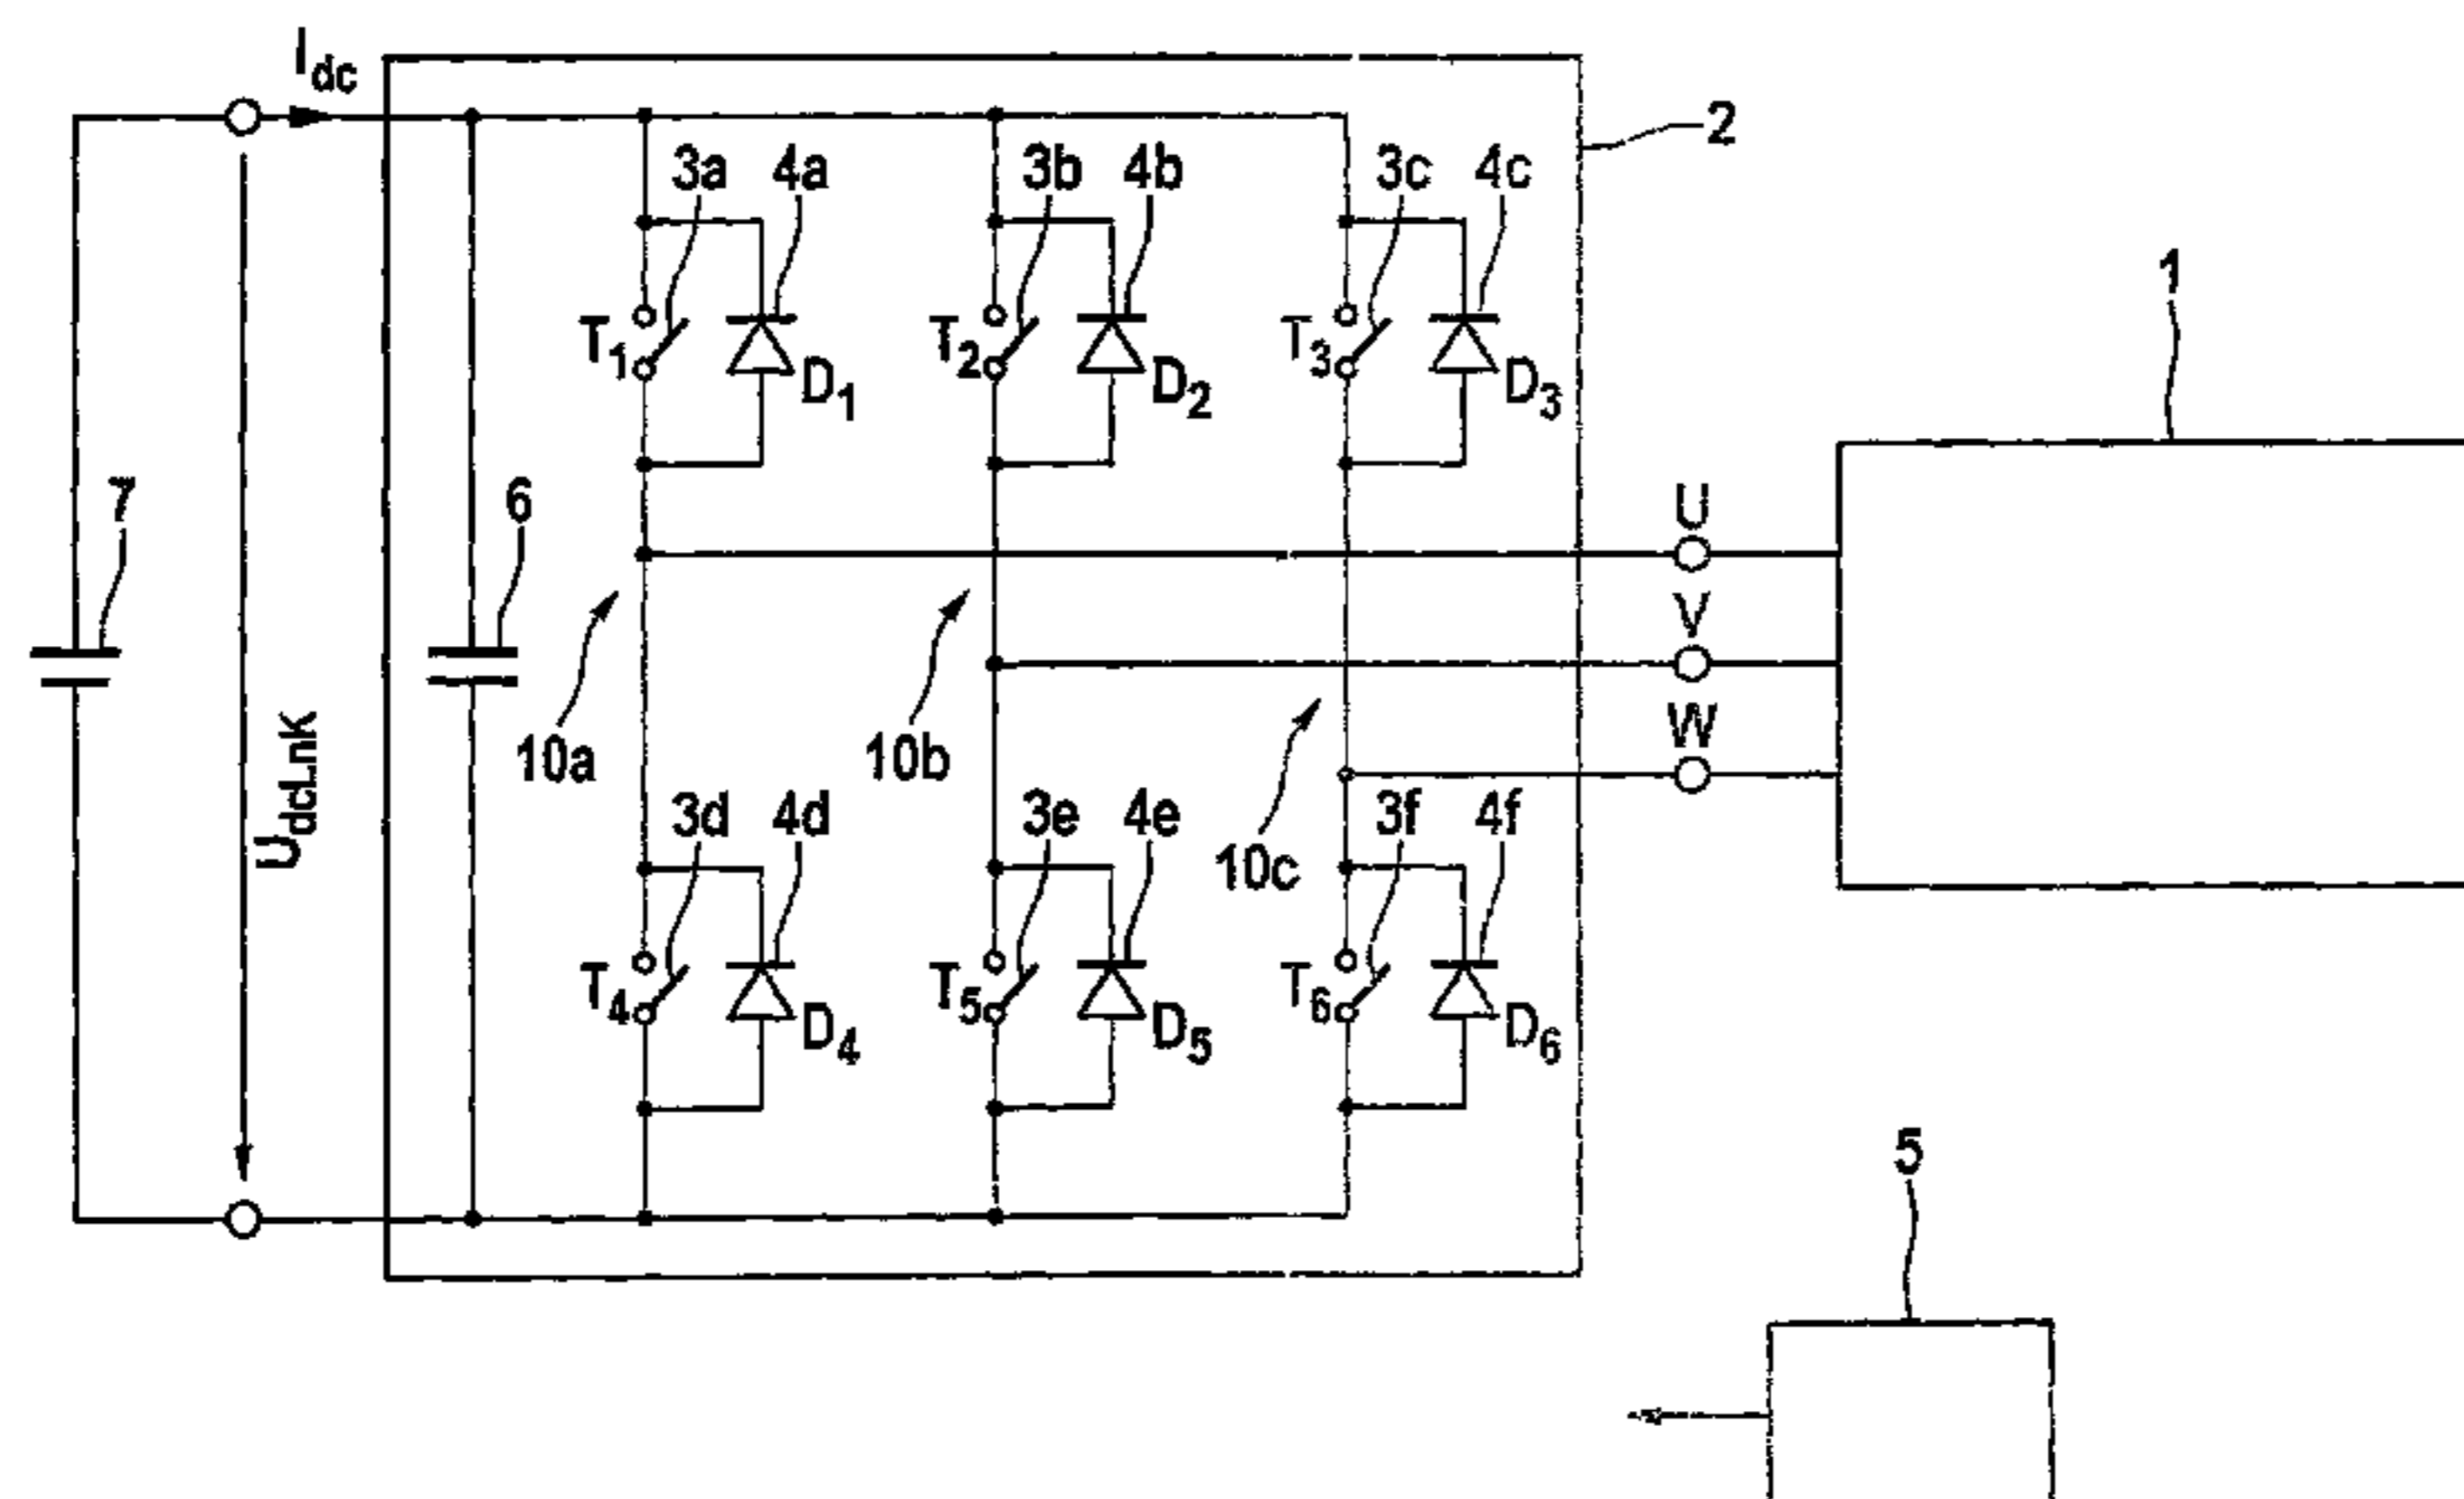 Idc
2
3a 4a 3b 4b 3c 4c
1
T1 D1 T2 D2 T3 D3
7 6 U
V
W
UdcLnK
10a 10b 10c
3d 4d 3e 4e 3f 4f
T4 D4 T5 D5 T6 D6
5